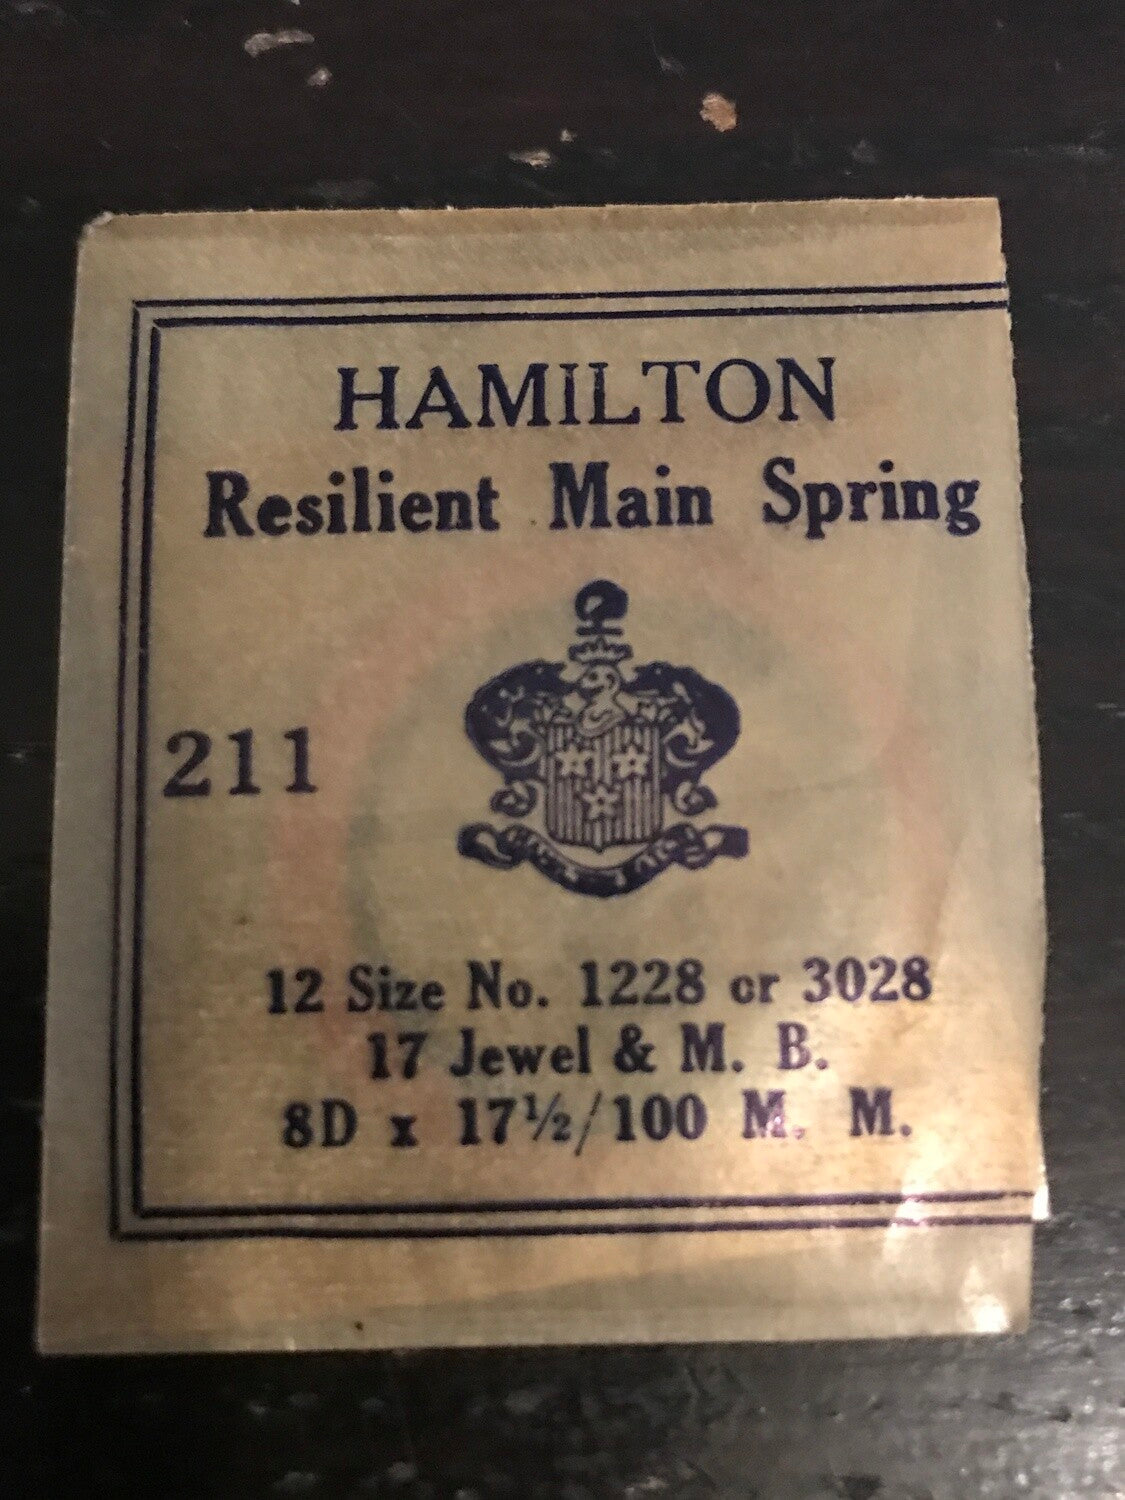 HAMILTON
Resilient Main Spring
211
12 Size No. 1228 or 3028
17 Jewel & M. B.
8D x 17½/100 M. M.